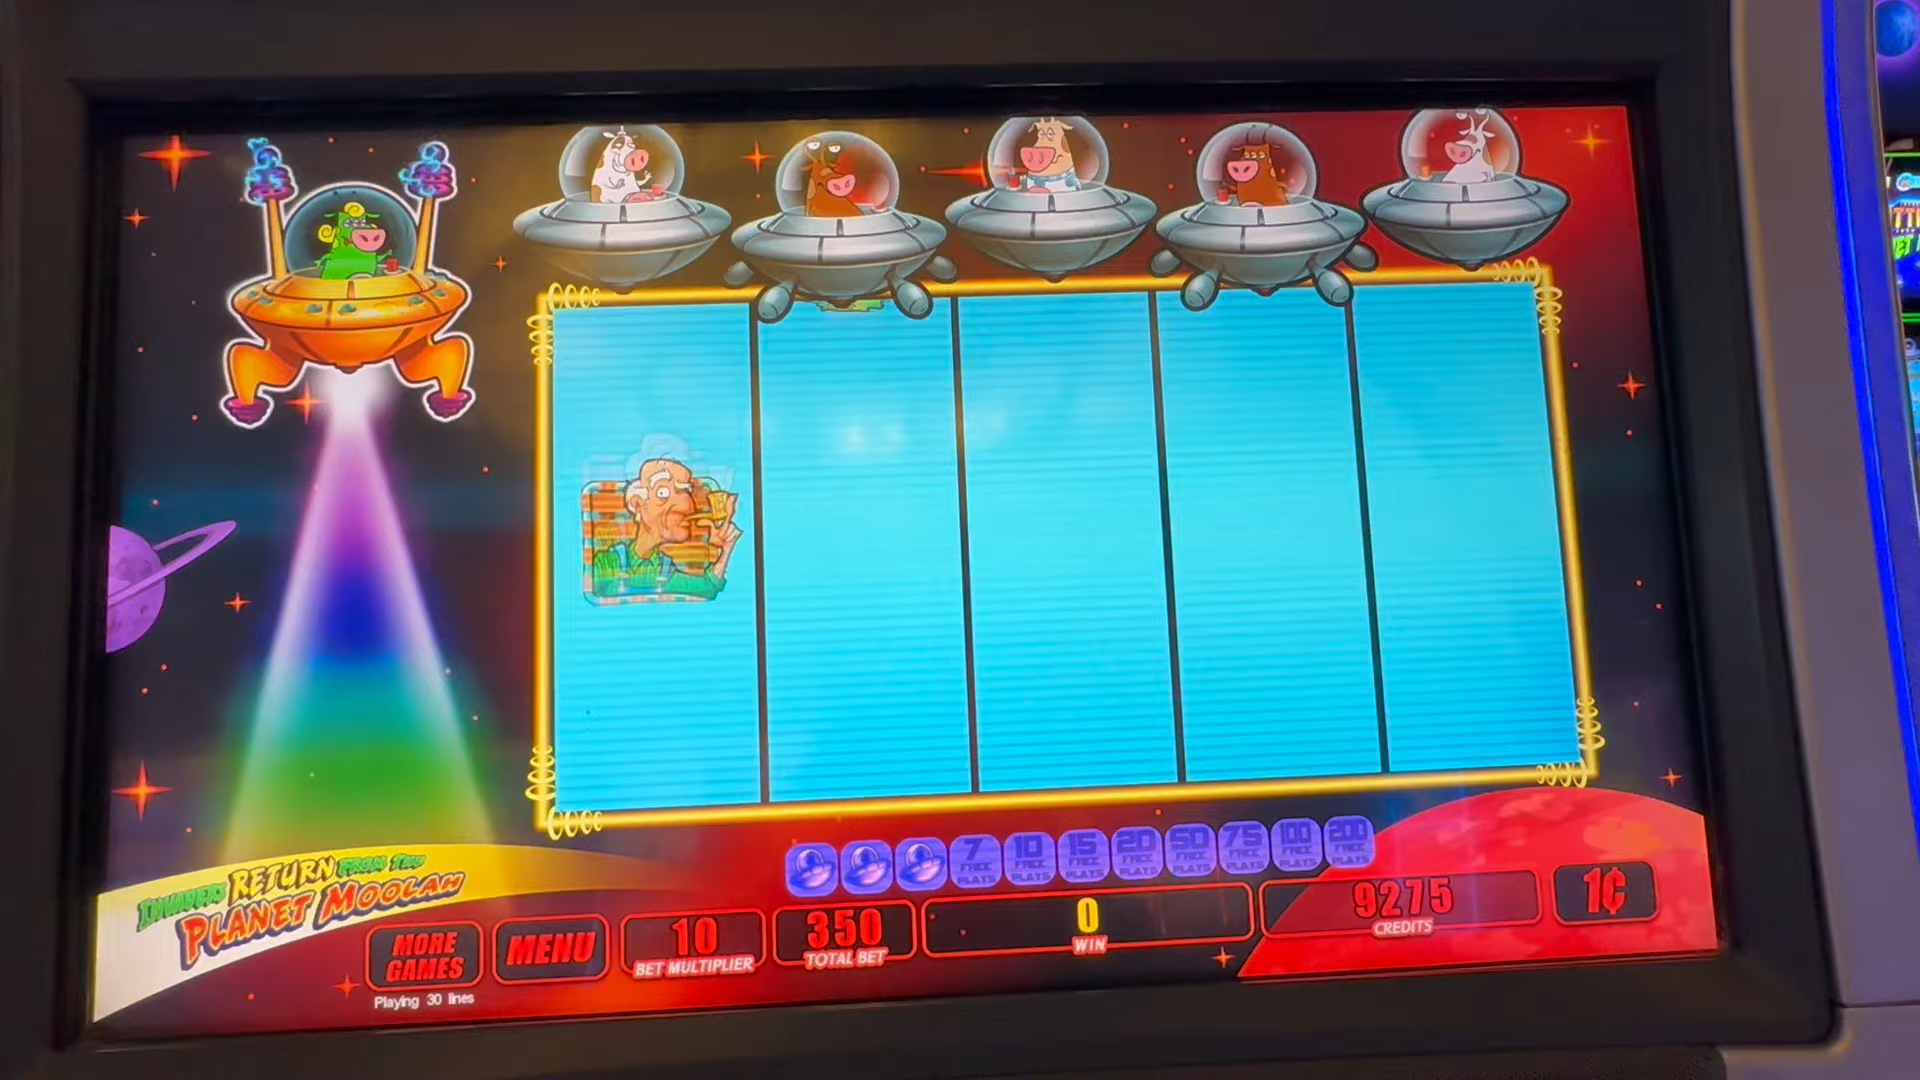 7
FREE
PLAYS
10
FREE
PLAYS
15
FREE
PLAYS
20
FREE
PLAYS
50
FREE
PLAYS
75
FREE
PLAYS
100
FREE
PLAYS
200
FREE
PLAYS
INVADERS RETURN FROM THE
PLANET MOOLAH
MORE
GAMES
MENU
10
BET MULTIPLIER
350
TOTAL BET
0
WIN
9275
CREDITS
1¢
Playing 30 lines